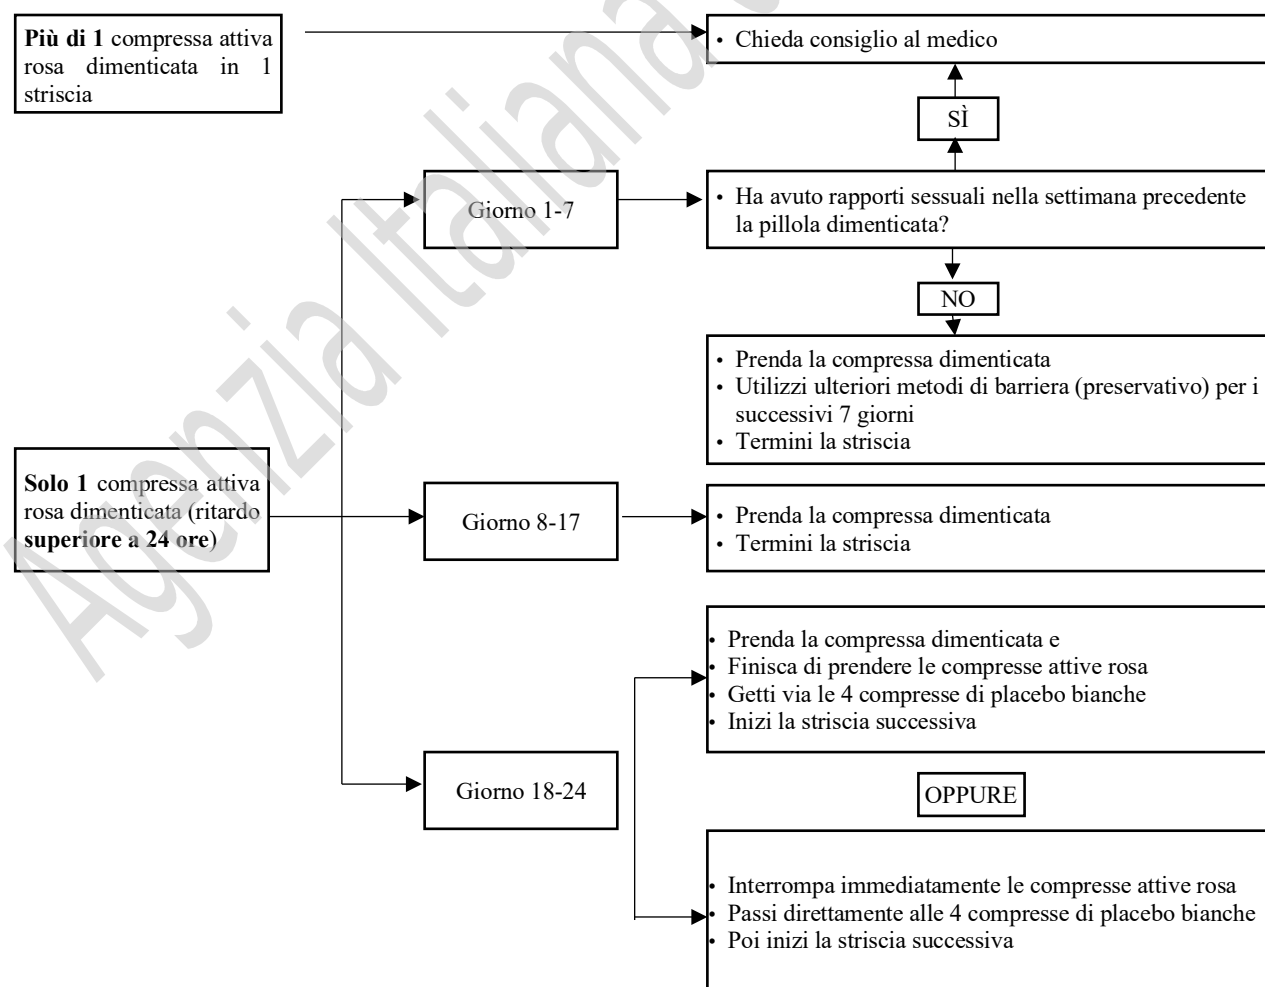 Più di 1 compressa attiva
rosa dimenticata in 1
striscia
• Chieda consiglio al medico
SÌ
Giorno 1-7
• Ha avuto rapporti sessuali nella settimana precedente
la pillola dimenticata?
NO
• Prenda la compressa dimenticata
• Utilizzi ulteriori metodi di barriera (preservativo) per i
successivi 7 giorni
• Termini la striscia
Solo 1 compressa attiva
rosa dimenticata (ritardo
superiore a 24 ore)
Giorno 8-17
• Prenda la compressa dimenticata
• Termini la striscia
Giorno 18-24
• Prenda la compressa dimenticata e
• Finisca di prendere le compresse attive rosa
• Getti via le 4 compresse di placebo bianche
• Inizi la striscia successiva
OPPURE
• Interrompa immediatamente le compresse attive rosa
• Passi direttamente alle 4 compresse di placebo bianche
• Poi inizi la striscia successiva
Agenzia Italiana